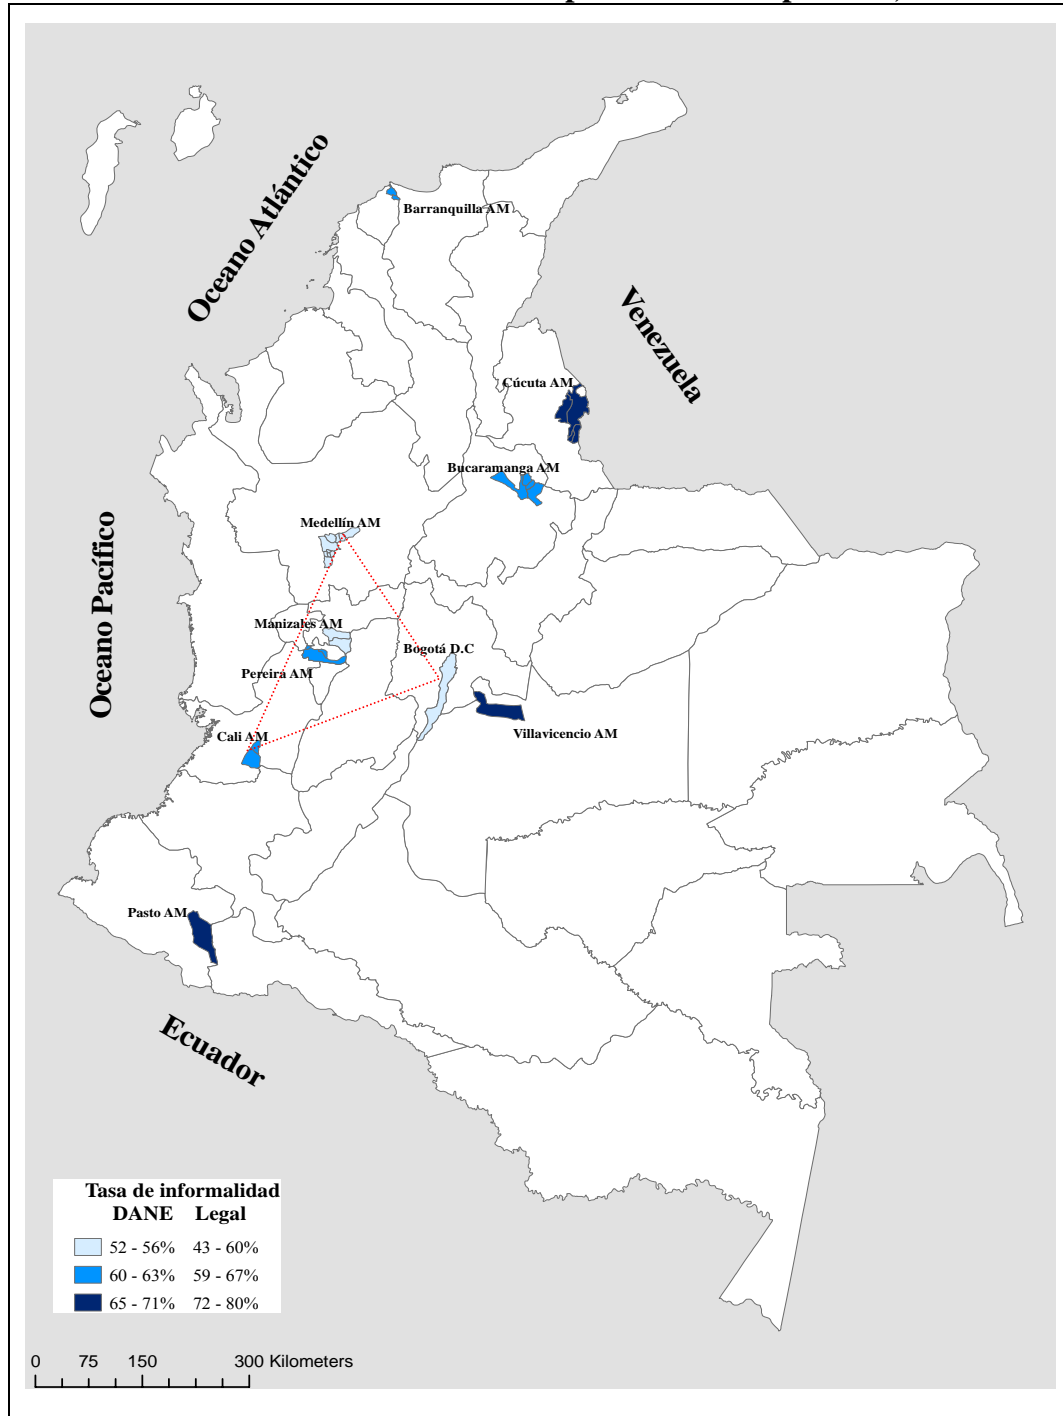 Oceano Atlántico
Barranquilla AM
Venezuela
Cúcuta AM
Bucaramanga AM
Medellín AM
Oceano Pacífico
Manizales AM
Bogotá D.C
Pereira AM
Cali AM
Villavicencio AM
Pasto AM
Ecuador
Tasa de informalidad
DANE Legal
52 - 56% 43 - 60%
60 - 63% 59 - 67%
65 - 71% 72 - 80%
0 75 150 300 Kilometers